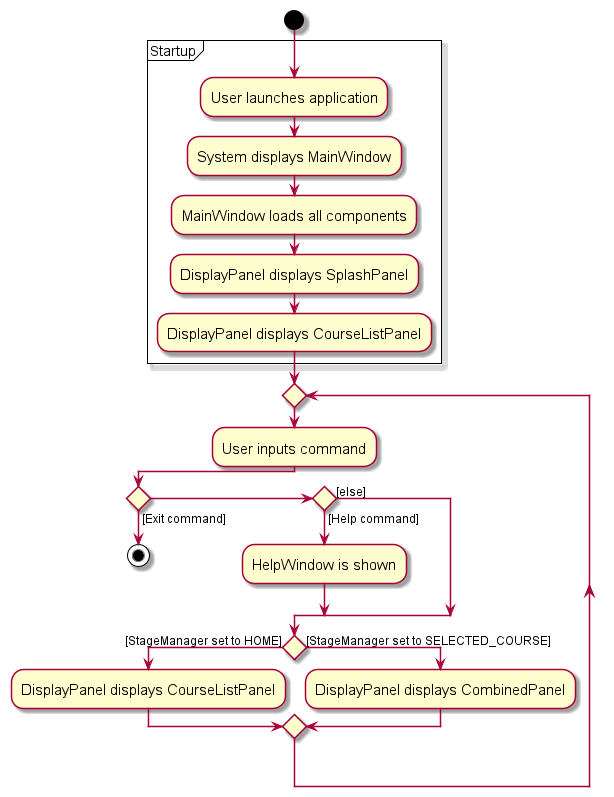 Startup
User launches application
System displays MainWindow
MainWindow loads all components
DisplayPanel displays SplashPanel
DisplayPanel displays CourseListPanel
User inputs command
[else]
[Exit command]
[Help command]
HelpWindow is shown
[StageManager set to HOME]
[StageManager set to SELECTED_COURSE]
DisplayPanel displays CourseListPanel
DisplayPanel displays CombinedPanel